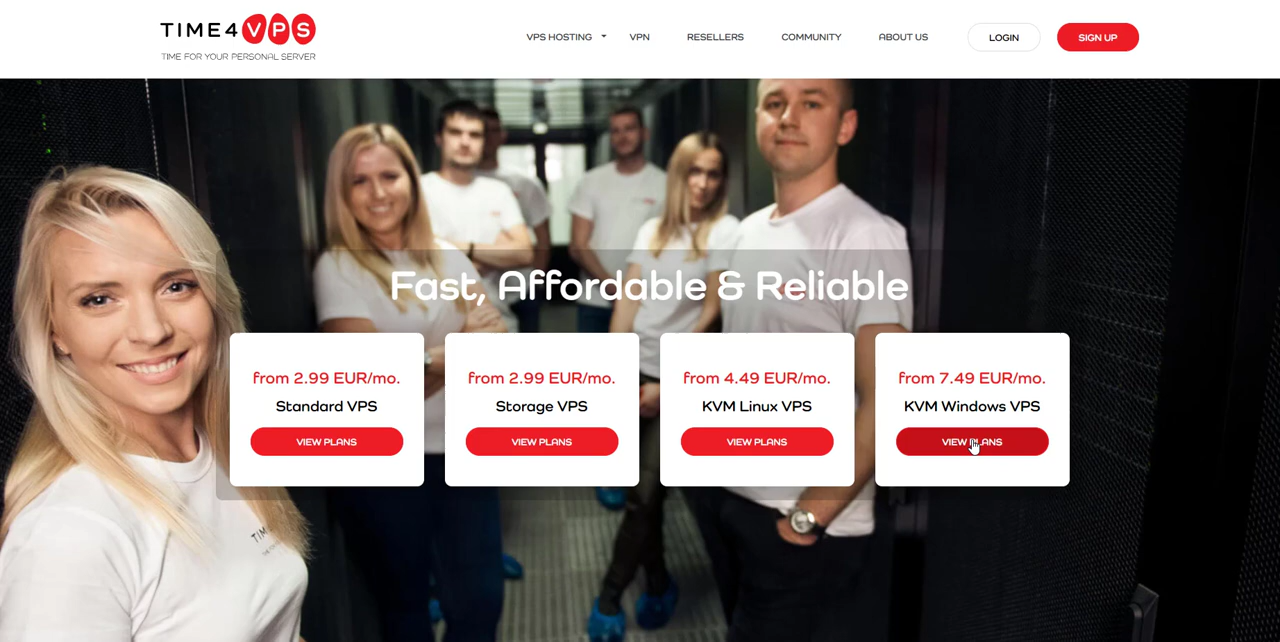 TIME4VPS
TIME FOR YOUR PERSONAL SERVER
VPS HOSTING
VPN
RESELLERS
COMMUNITY
ABOUT US
LOGIN
SIGN UP
Fast, Affordable & Reliable
from 2.99 EUR/mo.
Standard VPS
VIEW PLANS
from 2.99 EUR/mo.
Storage VPS
VIEW PLANS
from 4.49 EUR/mo.
KVM Linux VPS
VIEW PLANS
from 7.49 EUR/mo.
KVM Windows VPS
VIEW PLANS